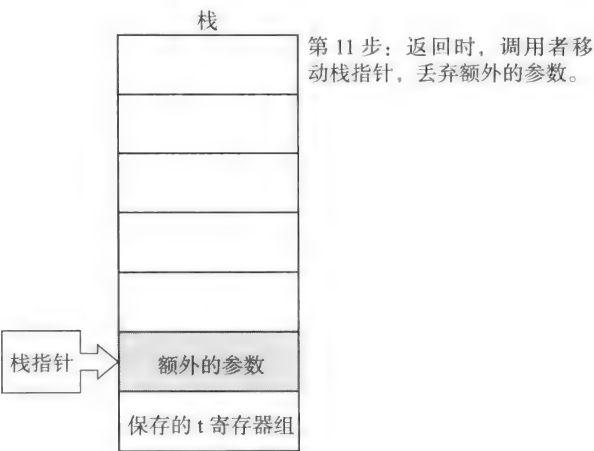 栈
第 11 步：返回时，调用者移
动栈指针，丢弃额外的参数。
栈指针
额外的参数
保存的 t 寄存器组